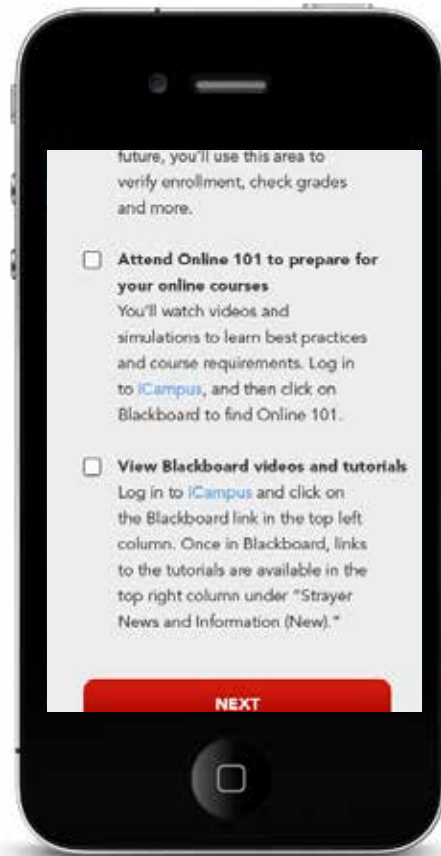 future, you'll use this area to
verify enrollment, check grades
and more.
Attend Online 101 to prepare for
your online courses
You'll watch videos and
simulations to learn best practices
and course requirements. Log in
to iCampus, and then click on
Blackboard to find Online 101.
View Blackboard videos and tutorials
Log in to iCampus and click on
the Blackboard link in the top left
column. Once in Blackboard, links
to the tutorials are available in the
top right column under "Strayer
News and Information (New)."
NEXT